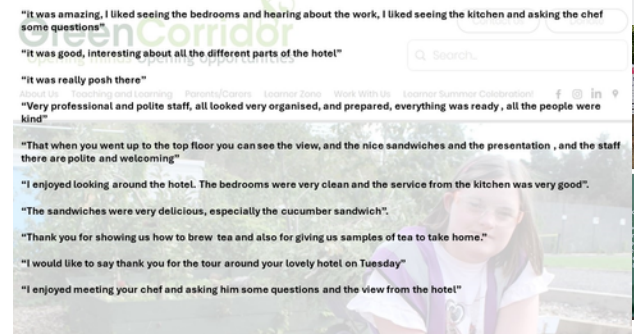 “it was amazing, I liked seeing the bedrooms and hearing about the work, I liked seeing the kitchen and asking the chef
some questions”
GreenCorridor
“it was good, interesting about all the different parts of the hotel”
opening opportunities
Search...
“it was really posh there”
About Us Teaching and Learning Parents/Carers Learner Zone Work With Us Learner Summer Celebration!
“Very professional and polite staff, all looked very organised, and prepared, everything was ready , all the people were
kind”
“That when you went up to the top floor you can see the view, and the nice sandwiches and the presentation , and the staff
there are polite and welcoming”
“I enjoyed looking around the hotel. The bedrooms were very clean and the service from the kitchen was very good”.
“The sandwiches were very delicious, especially the cucumber sandwich”.
“Thank you for showing us how to brew tea and also for giving us samples of tea to take home.”
“I would like to say thank you for the tour around your lovely hotel on Tuesday”
“I enjoyed meeting your chef and asking him some questions and the view from the hotel”